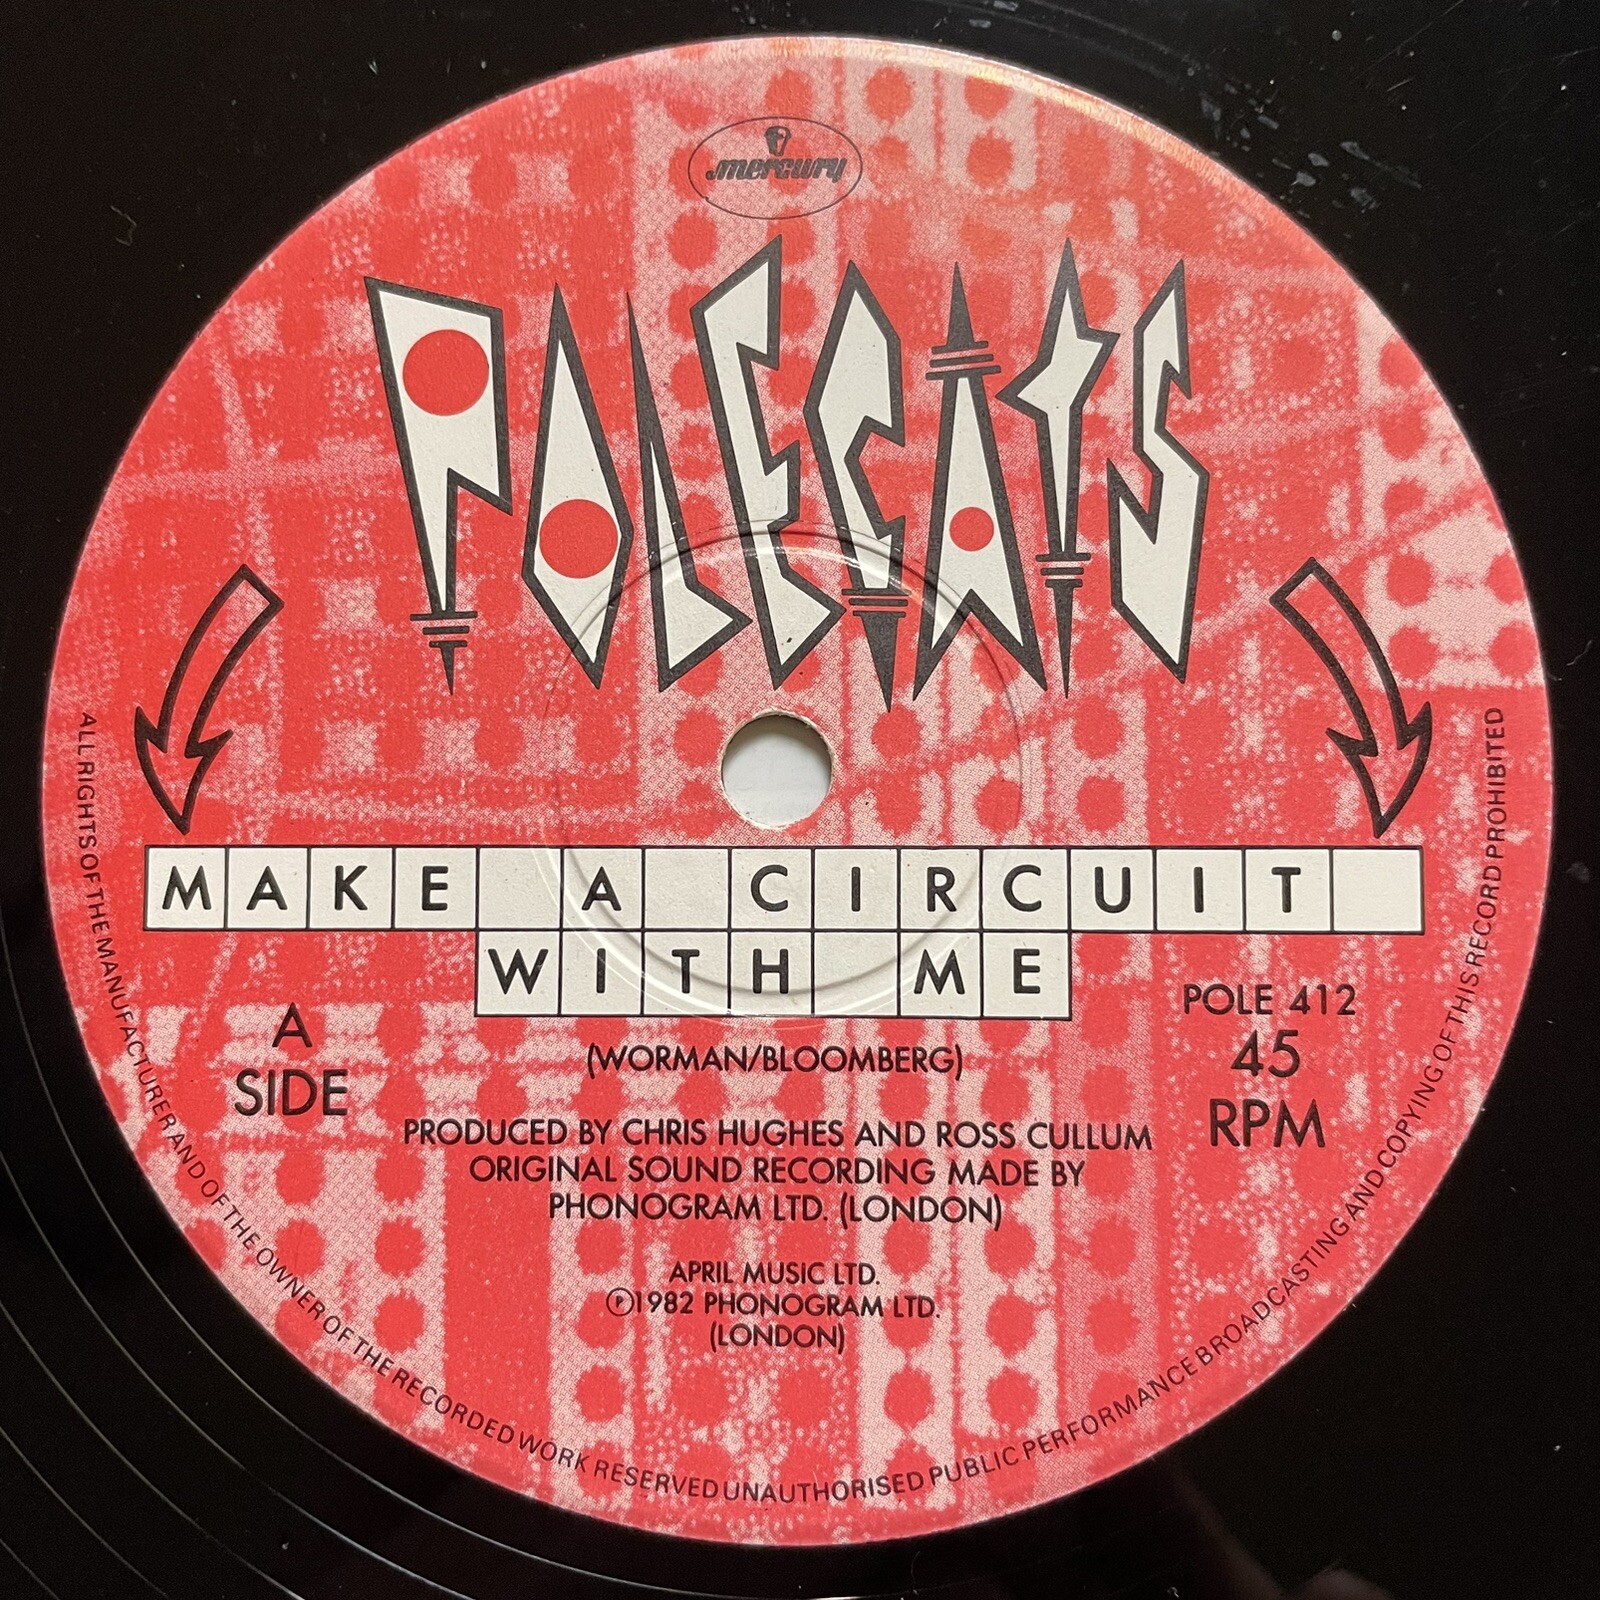 mercury
POLECATS
MAKE A CIRCUIT
WITH ME
A
SIDE
POLE 412
45
RPM
(WORMAN/BLOOMBERG)
PRODUCED BY CHRIS HUGHES AND ROSS CULLUM
ORIGINAL SOUND RECORDING MADE BY
PHONOGRAM LTD. (LONDON)
APRIL MUSIC LTD.
Ⓟ1982 PHONOGRAM LTD.
(LONDON)
ALL RIGHTS OF THE MANUFACTURER AND OF THE OWNER OF THE RECORDED WORK RESERVED UNAUTHORISED PUBLIC PERFORMANCE BROADCASTING AND COPYING OF THIS RECORD PROHIBITED